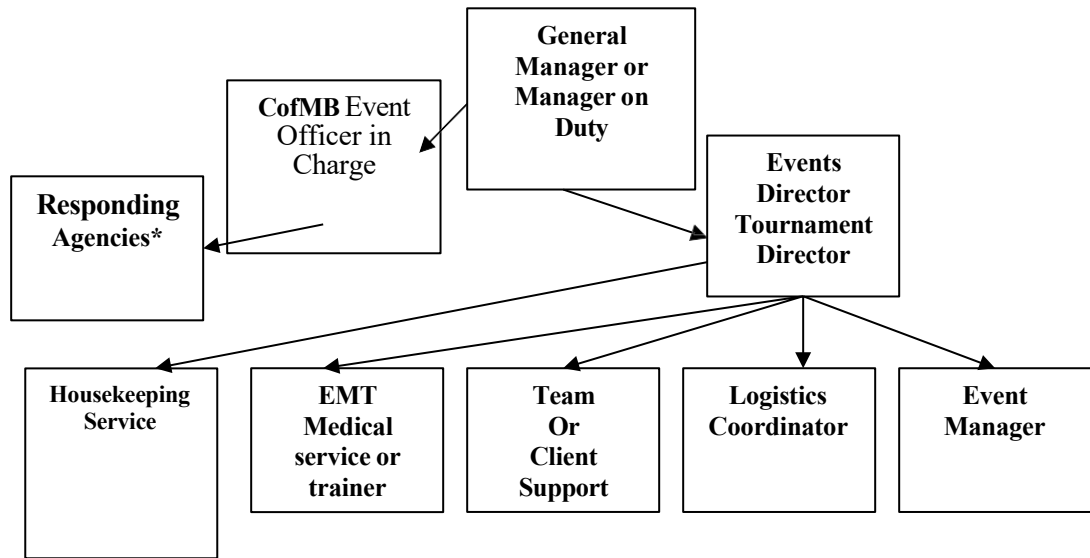 General
Manager or
Manager on
Duty
CofMB Event
Officer in
Charge
Events
Director
Tournament
Director
Responding
Agencies*
Housekeeping
Service
EMT
Medical
service or
trainer
Team
Or
Client
Support
Logistics
Coordinator
Event
Manager